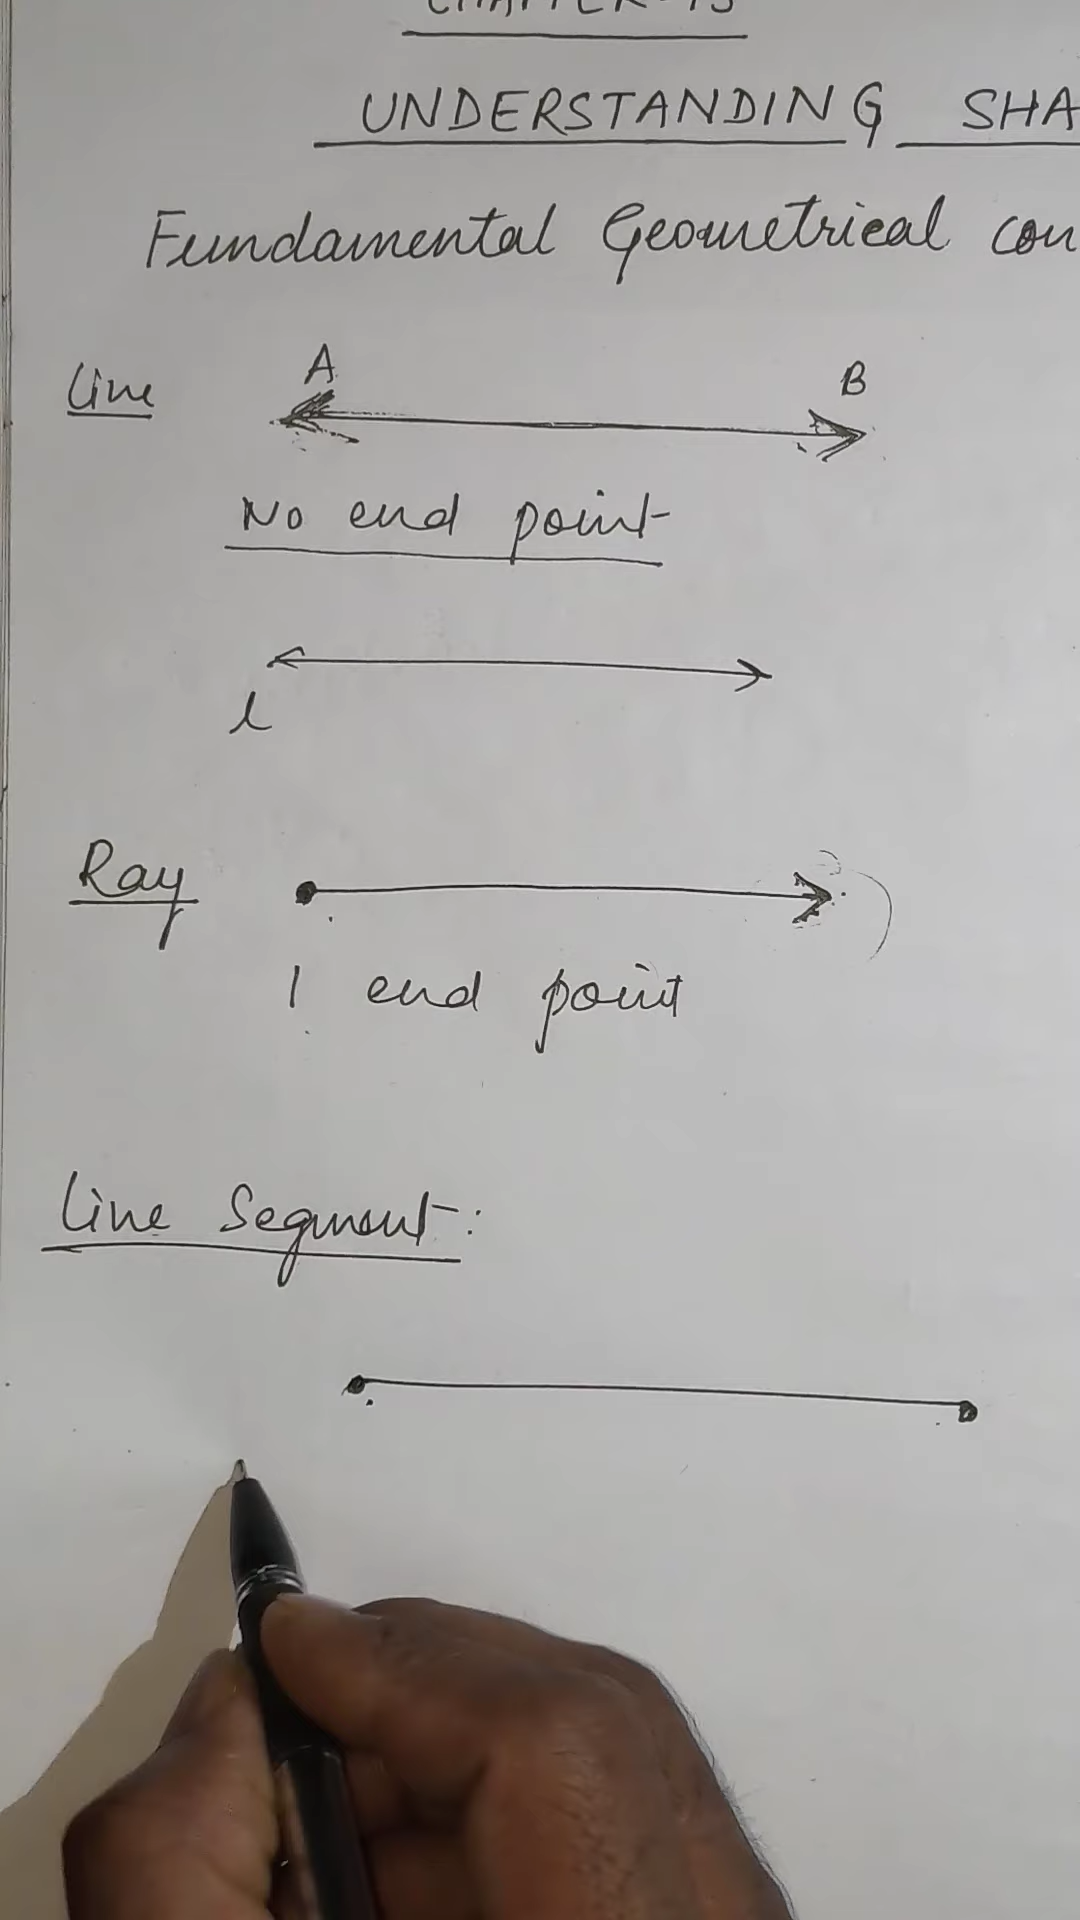 UNDERSTANDING SHA
Fundamental Geometrical con
Line
A
B
No end point
l
Ray
1 end point
Line Segment: